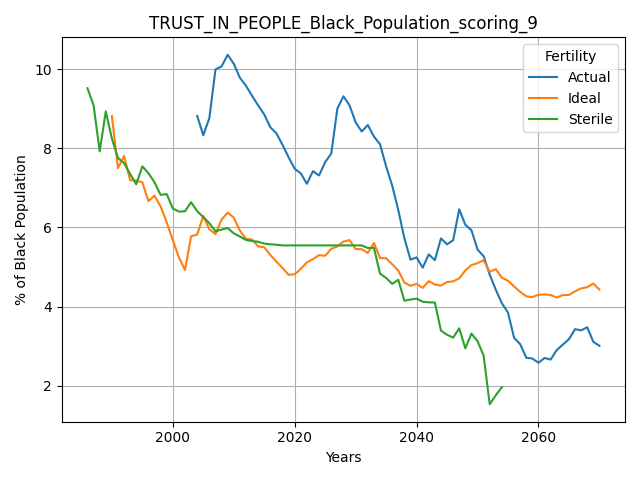 TRUST_IN_PEOPLE_Black_Population_scoring_9
Fertility
Actual
Ideal
Sterile
% of Black Population
10
8
6
4
2
2000 2020 2040 2060
Years